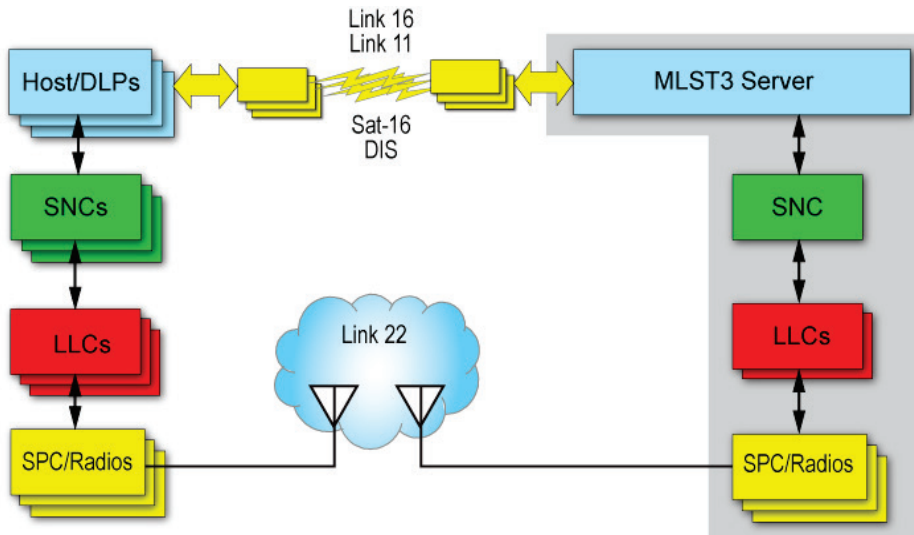 Link 16
Link 11
Host/DLPs
MLST3 Server
Sat-16
DIS
SNCs
SNC
Link 22
LLCs
LLCs
SPC/Radios
SPC/Radios